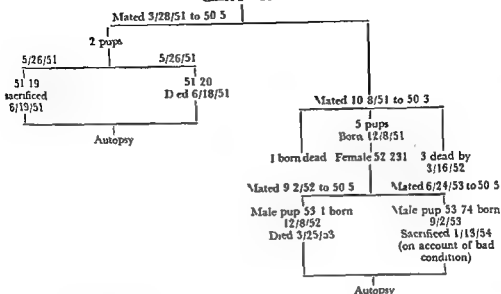 Mated 3/28/51 to 50 5
2 pups
5/26/51 5/26/51
51 19 51 20
sacrificed Died 6/18/51
6/19/51
Autopsy
Mated 10 8/51 to 50 3
5 pups
Born 12/8/51
1 born dead Female 52 231 3 dead by
3/16/52
Mated 9 2/52 to 50 5 Mated 6/24/53 to 50 5
Male pup 53 1 born Male pup 53 74 born
12/8/52 9/2/53
Died 3/25/53 Sacrificed 1/13/54
(on account of bad
condition)
Autopsy